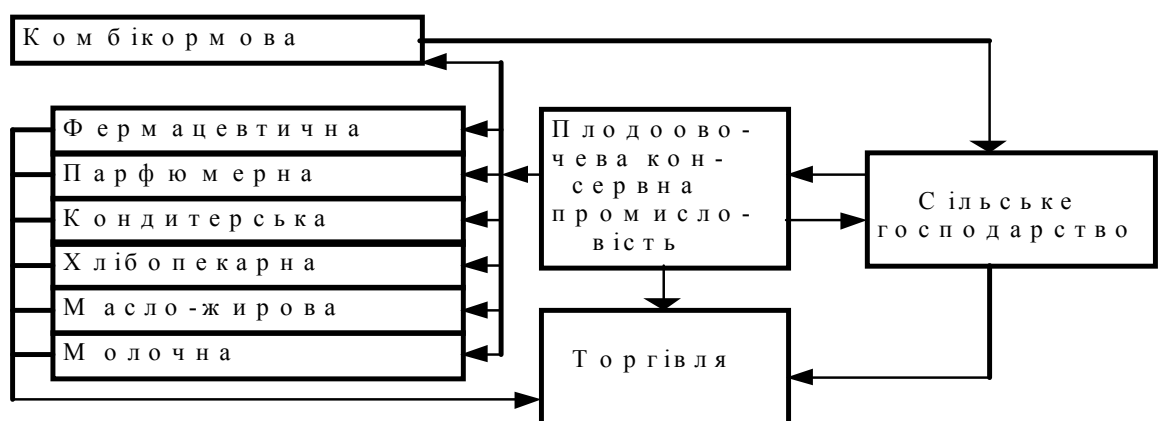 Комбікормова
Фермацевтична
Парфюмерна
Кондитерська
Хлібопекарна
Масло-жирова
Молочна
Плодоово-
чева кон-
сервна
промисло-
вість
Сільське
господарство
Торгівля